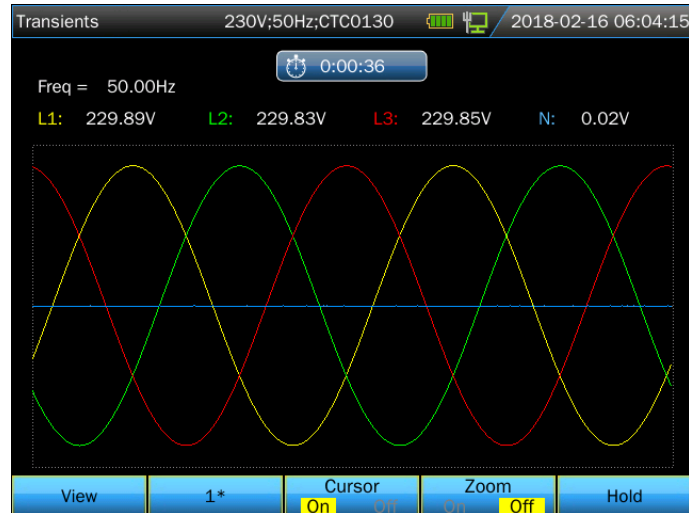 Transients 230V;50Hz;CTC0130 2018-02-16 06:04:15
0:00:36
Freq = 50.00Hz
L1: 229.89V L2: 229.83V L3: 229.85V N: 0.02V
View 1* Cursor Zoom Hold
On Off On Off